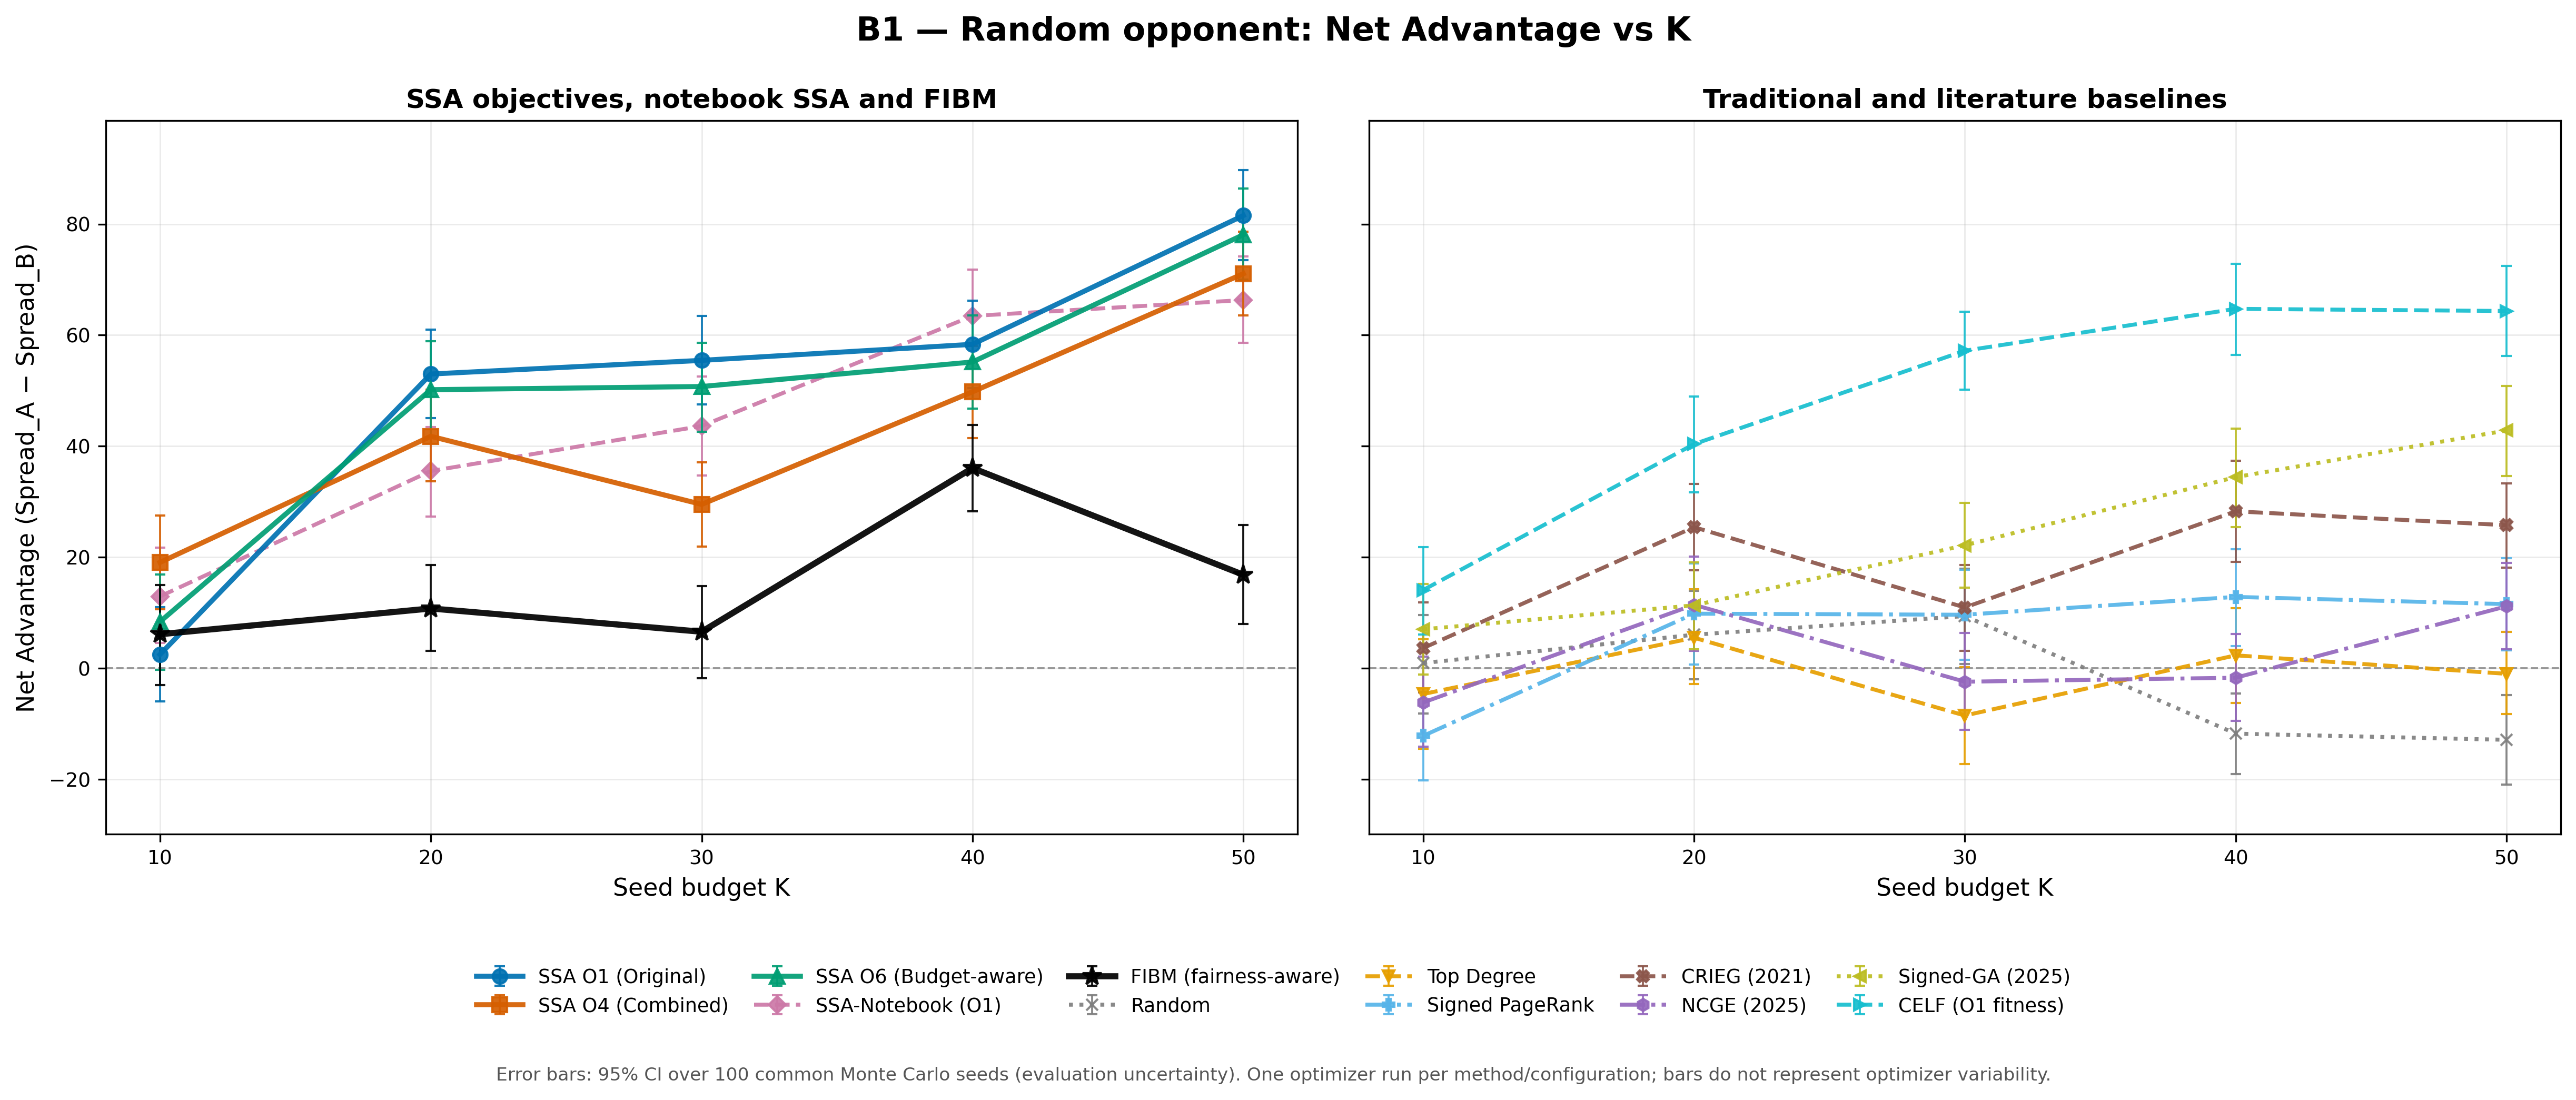 B1 — Random opponent: Net Advantage vs K
SSA objectives, notebook SSA and FIBM
Traditional and literature baselines
Net Advantage (Spread_A − Spread_B)
80
60
40
20
0
−20
10
20
30
40
50
Seed budget K
10
20
30
40
50
Seed budget K
SSA O1 (Original)
SSA O4 (Combined)
SSA O6 (Budget-aware)
SSA-Notebook (O1)
FIBM (fairness-aware)
Random
Top Degree
Signed PageRank
CRIEG (2021)
NCGE (2025)
Signed-GA (2025)
CELF (O1 fitness)
Error bars: 95% CI over 100 common Monte Carlo seeds (evaluation uncertainty). One optimizer run per method/configuration; bars do not represent optimizer variability.